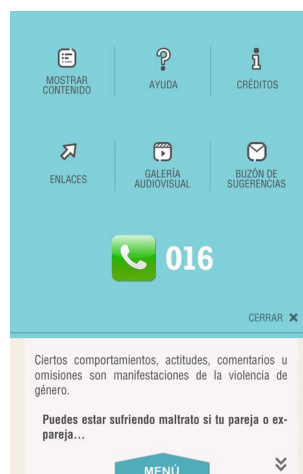 MOSTRAR
CONTENIDO
AYUDA
CRÉDITOS
ENLACES
GALERÍA
AUDIOVISUAL
BUZÓN DE
SUGERENCIAS
016
CERRAR
Ciertos comportamientos, actitudes, comentarios u
omisiones son manifestaciones de la violencia de
género.
Puedes estar sufriendo maltrato si tu pareja o ex-
pareja…
MENÚ